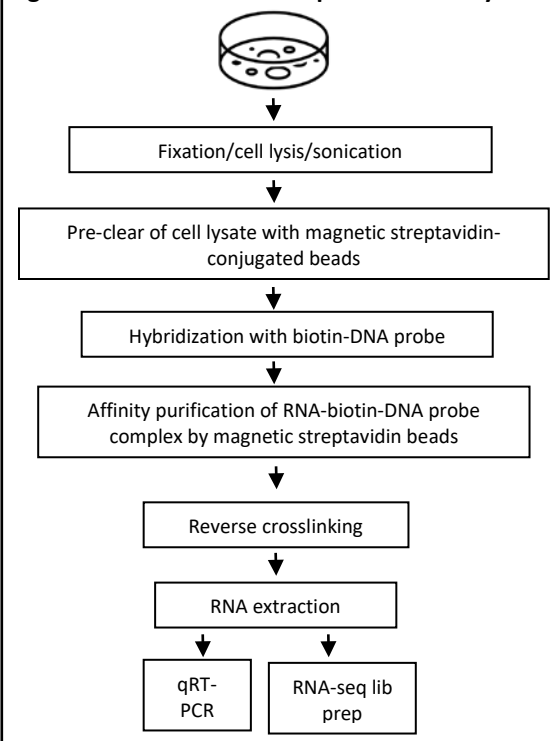 Fixation/cell lysis/sonication
Pre-clear of cell lysate with magnetic streptavidin-
conjugated beads
Hybridization with biotin-DNA probe
Affinity purification of RNA-biotin-DNA probe
complex by magnetic streptavidin beads
Reverse crosslinking
RNA extraction
qRT-
PCR
RNA-seq lib
prep